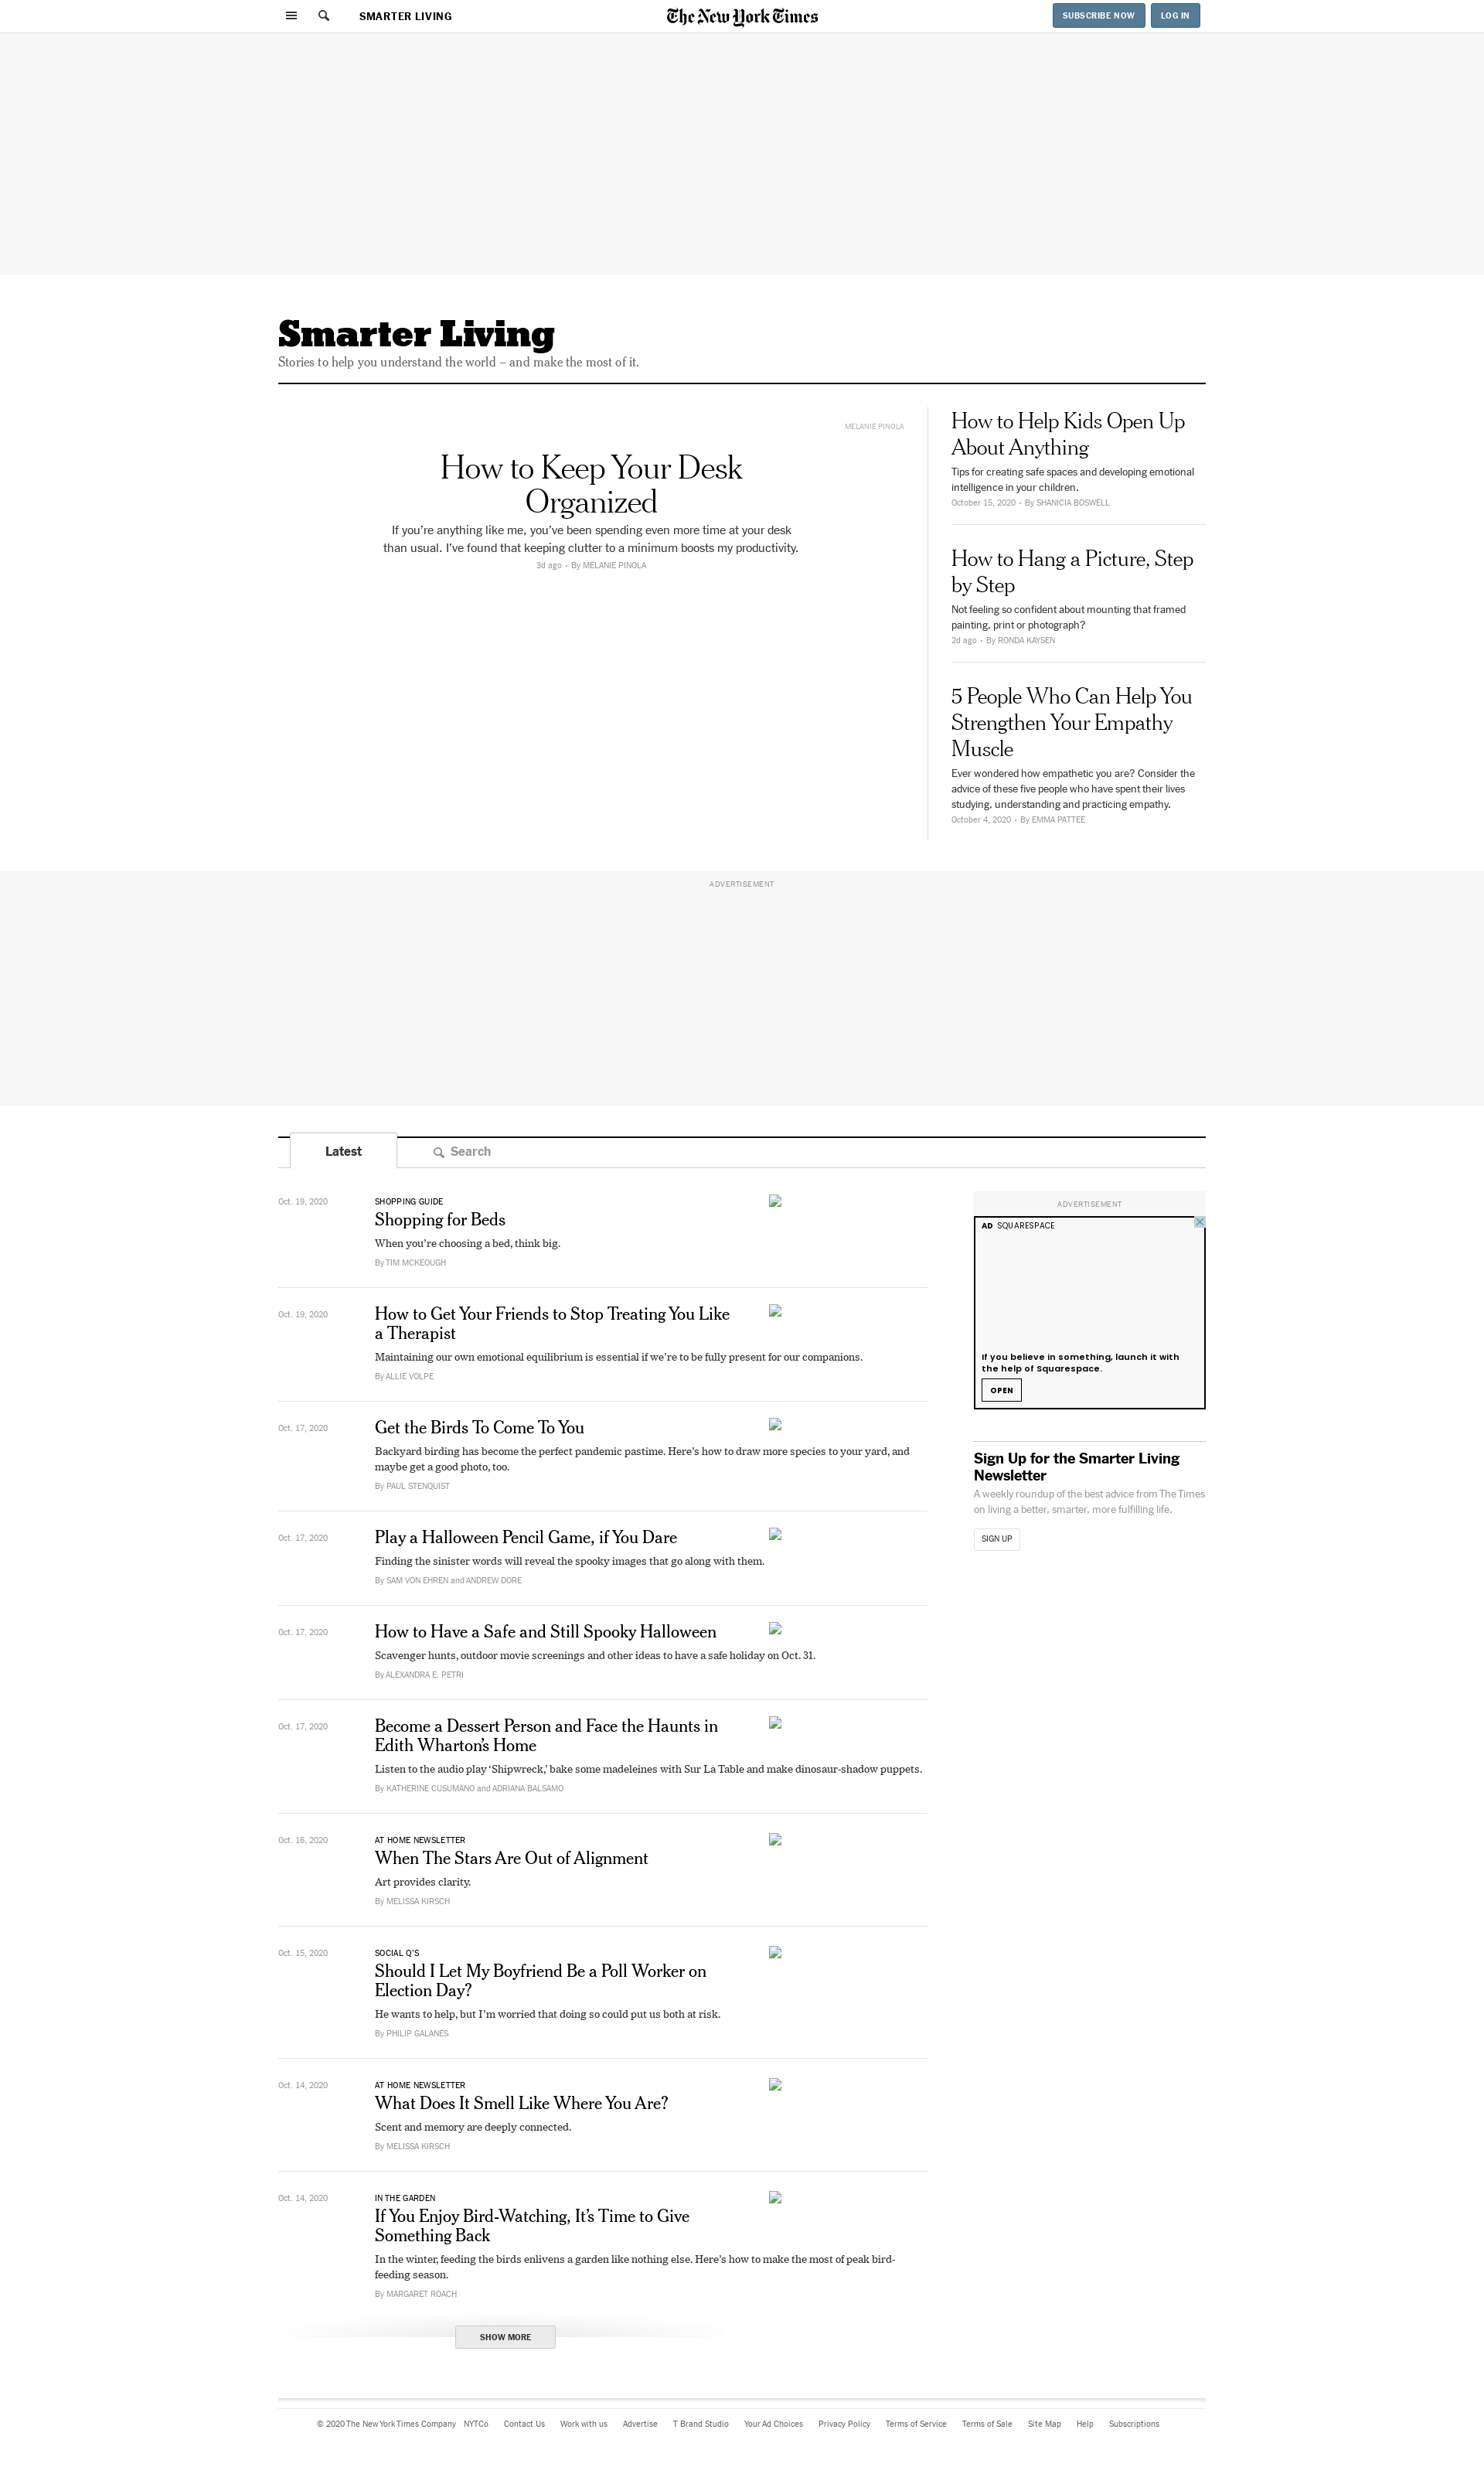 SMARTER LIVING
The New York Times
SUBSCRIBE NOW
LOG IN
Smarter Living
Stories to help you understand the world – and make the most of it.
MELANIE PINOLA
How to Keep Your Desk
Organized
If you’re anything like me, you’ve been spending even more time at your desk
than usual. I’ve found that keeping clutter to a minimum boosts my productivity.
3d ago • By MELANIE PINOLA
How to Help Kids Open Up
About Anything
Tips for creating safe spaces and developing emotional
intelligence in your children.
October 15, 2020 • By SHANICIA BOSWELL
How to Hang a Picture, Step
by Step
Not feeling so confident about mounting that framed
painting, print or photograph?
2d ago • By RONDA KAYSEN
5 People Who Can Help You
Strengthen Your Empathy
Muscle
Ever wondered how empathetic you are? Consider the
advice of these five people who have spent their lives
studying, understanding and practicing empathy.
October 4, 2020 • By EMMA PATTEE
ADVERTISEMENT
Latest
Search
Oct. 19, 2020
SHOPPING GUIDE
Shopping for Beds
When you’re choosing a bed, think big.
By TIM MCKEOUGH
Oct. 19, 2020
How to Get Your Friends to Stop Treating You Like
a Therapist
Maintaining our own emotional equilibrium is essential if we’re to be fully present for our companions.
By ALLIE VOLPE
Oct. 17, 2020
Get the Birds To Come To You
Backyard birding has become the perfect pandemic pastime. Here’s how to draw more species to your yard, and
maybe get a good photo, too.
By PAUL STENQUIST
Oct. 17, 2020
Play a Halloween Pencil Game, if You Dare
Finding the sinister words will reveal the spooky images that go along with them.
By SAM VON EHREN and ANDREW DORE
Oct. 17, 2020
How to Have a Safe and Still Spooky Halloween
Scavenger hunts, outdoor movie screenings and other ideas to have a safe holiday on Oct. 31.
By ALEXANDRA E. PETRI
Oct. 17, 2020
Become a Dessert Person and Face the Haunts in
Edith Wharton’s Home
Listen to the audio play ‘Shipwreck,’ bake some madeleines with Sur La Table and make dinosaur-shadow puppets.
By KATHERINE CUSUMANO and ADRIANA BALSAMO
Oct. 16, 2020
AT HOME NEWSLETTER
When The Stars Are Out of Alignment
Art provides clarity.
By MELISSA KIRSCH
Oct. 15, 2020
SOCIAL Q’S
Should I Let My Boyfriend Be a Poll Worker on
Election Day?
He wants to help, but I’m worried that doing so could put us both at risk.
By PHILIP GALANES
Oct. 14, 2020
AT HOME NEWSLETTER
What Does It Smell Like Where You Are?
Scent and memory are deeply connected.
By MELISSA KIRSCH
Oct. 14, 2020
IN THE GARDEN
If You Enjoy Bird-Watching, It’s Time to Give
Something Back
In the winter, feeding the birds enlivens a garden like nothing else. Here’s how to make the most of peak bird-
feeding season.
By MARGARET ROACH
SHOW MORE
ADVERTISEMENT
AD SQUARESPACE
If you believe in something, launch it with
the help of Squarespace.
OPEN
Sign Up for the Smarter Living
Newsletter
A weekly roundup of the best advice from The Times
on living a better, smarter, more fulfilling life.
SIGN UP
© 2020 The New York Times Company NYTCo Contact Us Work with us Advertise T Brand Studio Your Ad Choices Privacy Policy Terms of Service Terms of Sale Site Map Help Subscriptions